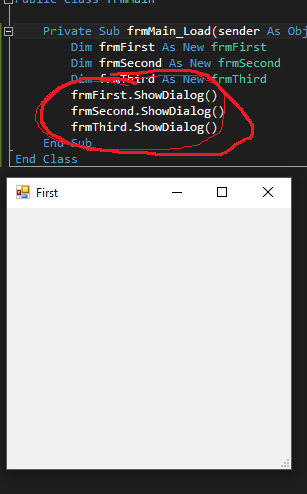 Public Class frmMain
Private Sub frmMain_Load(sender As Obj
Dim frmFirst As New frmFirst
Dim frmSecond As New frmSecond
Dim frmThird As New frmThird
frmFirst.ShowDialog()
frmSecond.ShowDialog()
frmThird.ShowDialog()
End Sub
End Class
First